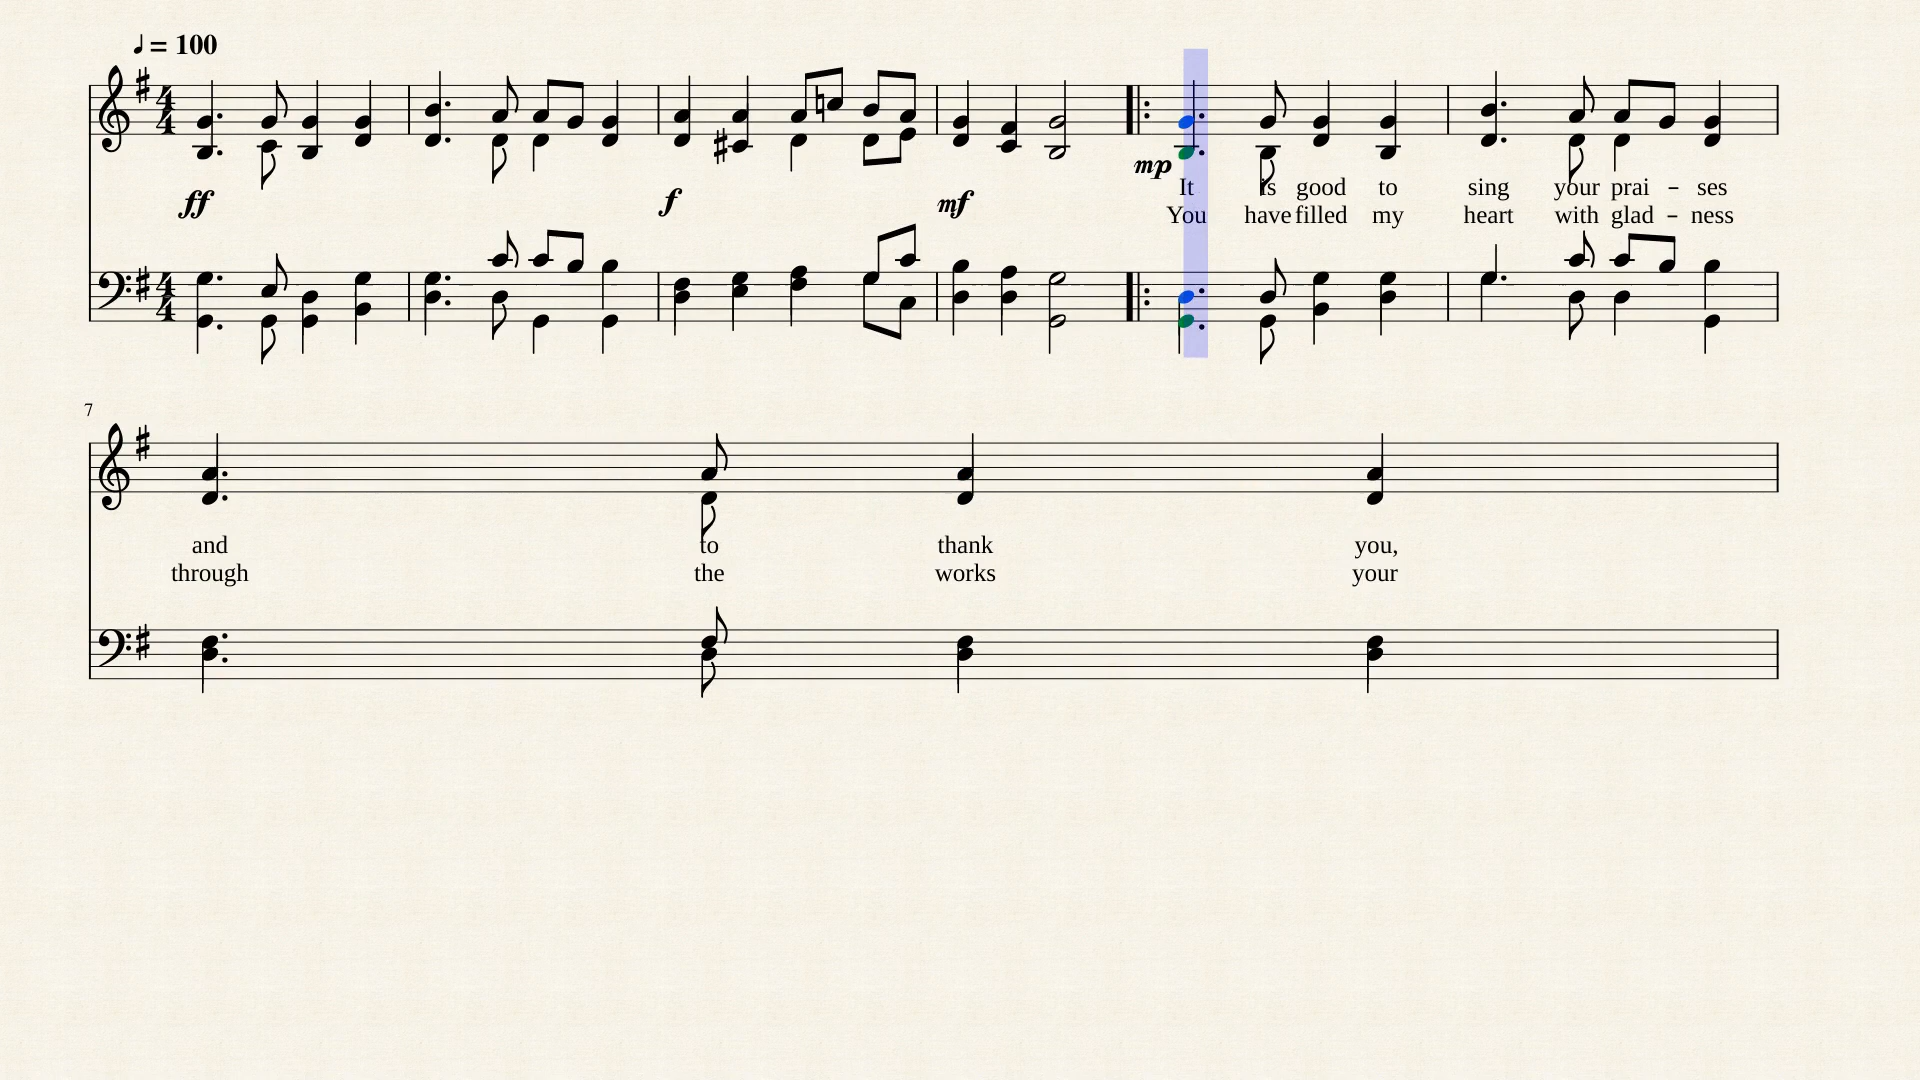 ♩ = 100
ff f mf mp
It is good to sing your prai – ses
You have filled my heart with glad – ness
7
and to thank you,
through the works your